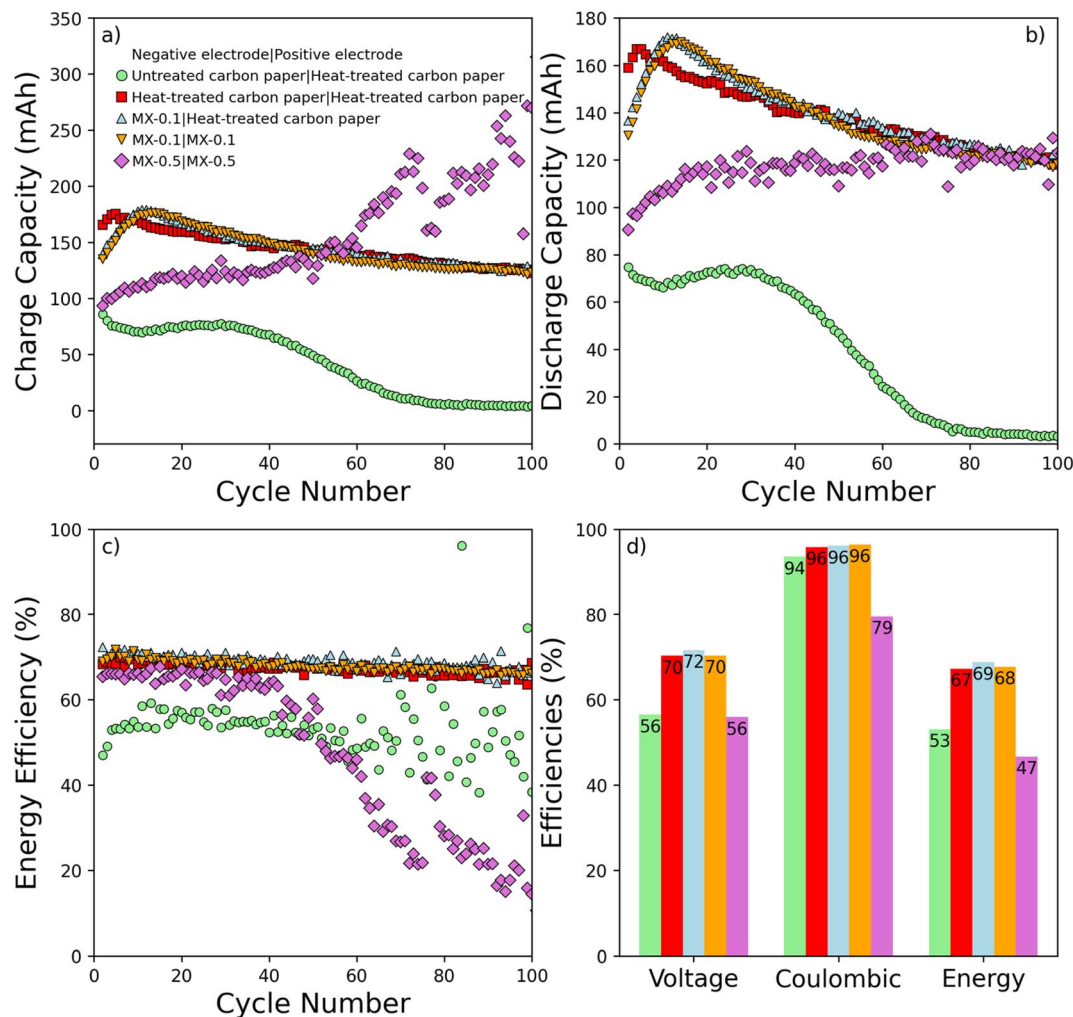 a)
Negative electrode|Positive electrode
Untreated carbon paper|Heat-treated carbon paper
Heat-treated carbon paper|Heat-treated carbon paper
MX-0.1|Heat-treated carbon paper
MX-0.1|MX-0.1
MX-0.5|MX-0.5
Charge Capacity (mAh)
350
300
250
200
150
100
50
0
0 20 40 60 80 100
Cycle Number
b)
Discharge Capacity (mAh)
180
160
140
120
100
80
60
40
20
0
0 20 40 60 80 100
Cycle Number
c)
Energy Efficiency (%)
100
80
60
40
20
0
0 20 40 60 80 100
Cycle Number
d)
Efficiencies (%)
100
80
60
40
20
0
56 70 72 70 56
94 96 96 96 79
53 67 69 68 47
Voltage Coulombic Energy